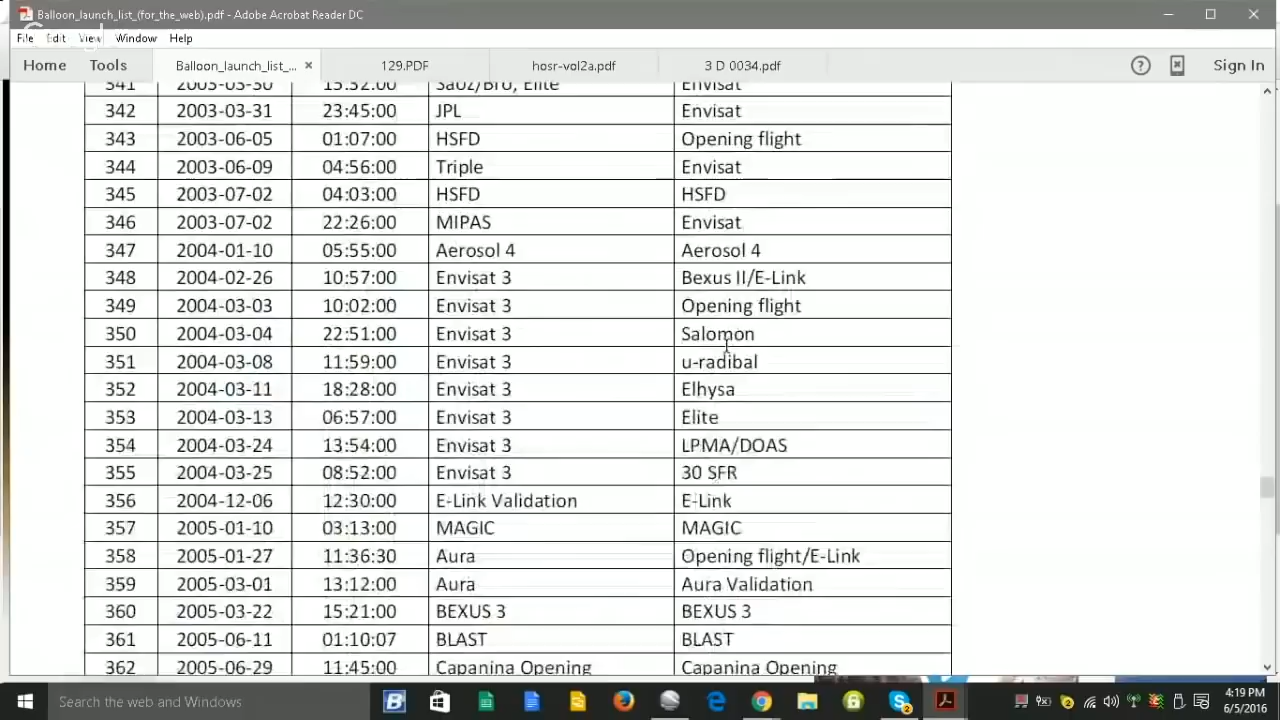 Balloon_launch_list_(for_the_web).pdf - Adobe Acrobat Reader DC
File Edit View Window Help
Home Tools Balloon_launch_list_... × 129.PDF hosr-vol2a.pdf 3 D 0034.pdf Sign In
341 2003-03-30 15:32:00 Saoz/Bro, Elite Envisat
342 2003-03-31 23:45:00 JPL Envisat
343 2003-06-05 01:07:00 HSFD Opening flight
344 2003-06-09 04:56:00 Triple Envisat
345 2003-07-02 04:03:00 HSFD HSFD
346 2003-07-02 22:26:00 MIPAS Envisat
347 2004-01-10 05:55:00 Aerosol 4 Aerosol 4
348 2004-02-26 10:57:00 Envisat 3 Bexus II/E-Link
349 2004-03-03 10:02:00 Envisat 3 Opening flight
350 2004-03-04 22:51:00 Envisat 3 Salomon
351 2004-03-08 11:59:00 Envisat 3 u-radibal
352 2004-03-11 18:28:00 Envisat 3 Elhysa
353 2004-03-13 06:57:00 Envisat 3 Elite
354 2004-03-24 13:54:00 Envisat 3 LPMA/DOAS
355 2004-03-25 08:52:00 Envisat 3 30 SFR
356 2004-12-06 12:30:00 E-Link Validation E-Link
357 2005-01-10 03:13:00 MAGIC MAGIC
358 2005-01-27 11:36:30 Aura Opening flight/E-Link
359 2005-03-01 13:12:00 Aura Aura Validation
360 2005-03-22 15:21:00 BEXUS 3 BEXUS 3
361 2005-06-11 01:10:07 BLAST BLAST
362 2005-06-29 11:45:00 Capanina Opening Capanina Opening
Search the web and Windows
4:19 PM
6/5/2016